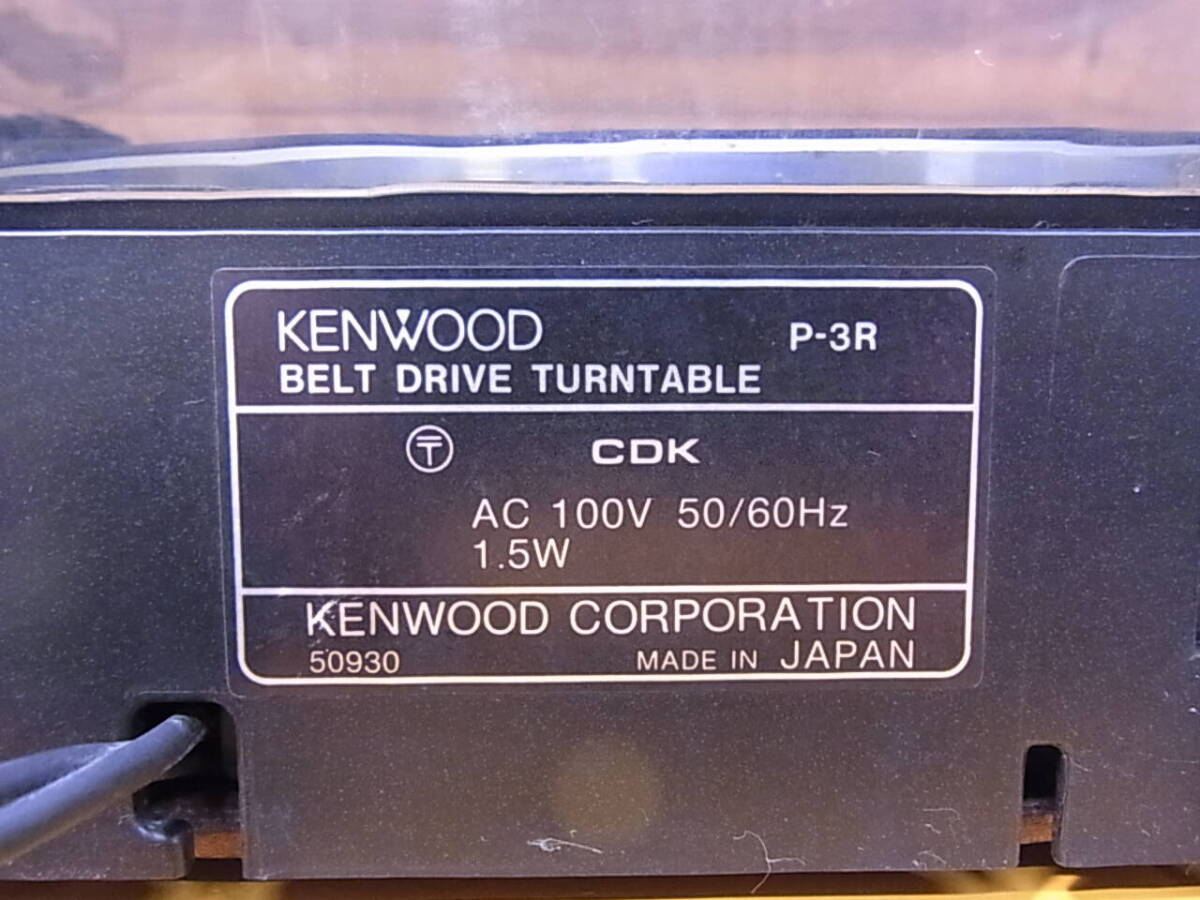 KENWOOD P-3R
BELT DRIVE TURNTABLE
〒 CDK
AC 100V 50/60Hz
1.5W
KENWOOD CORPORATION
50930 MADE IN JAPAN